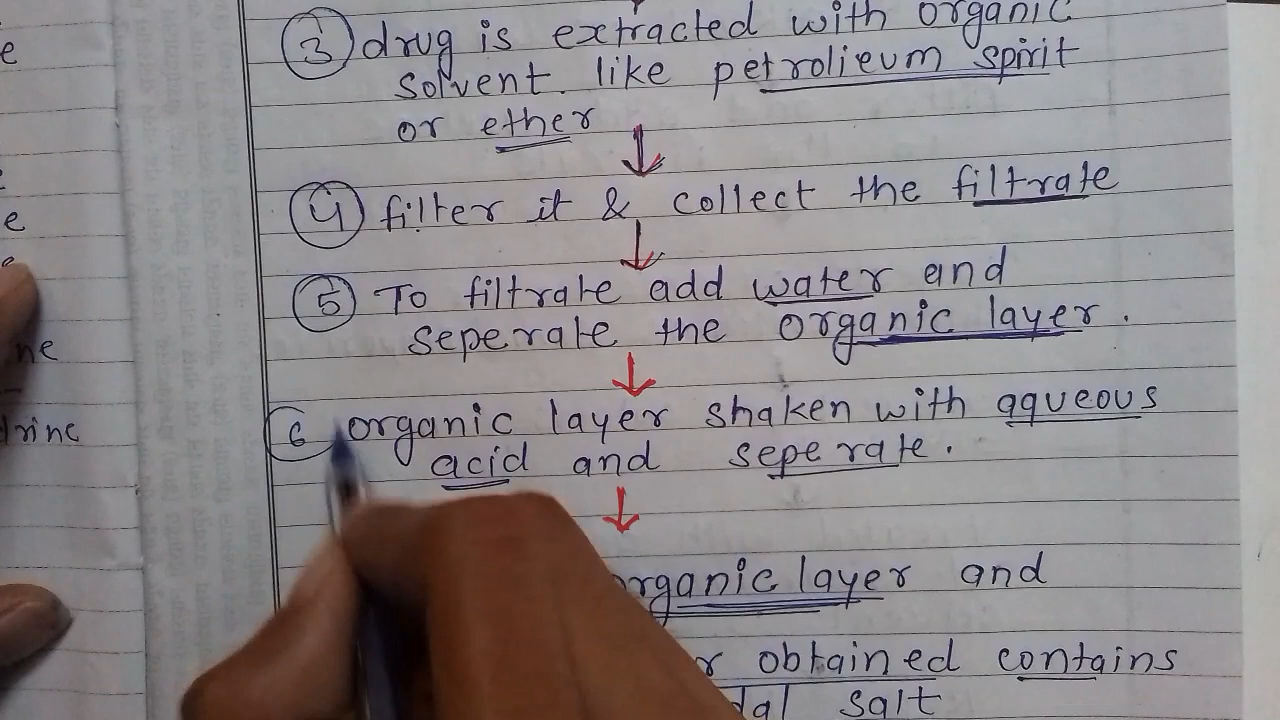 ③ drug is extracted with organic
solvent. like petrolieum spirit
or ether
④ filter it & collect the filtrate
⑤ To filtrate add water and
seperate the organic layer.
⑥ organic layer shaken with aqueous
acid and seperate.
organic layer and
obtained contains
salt